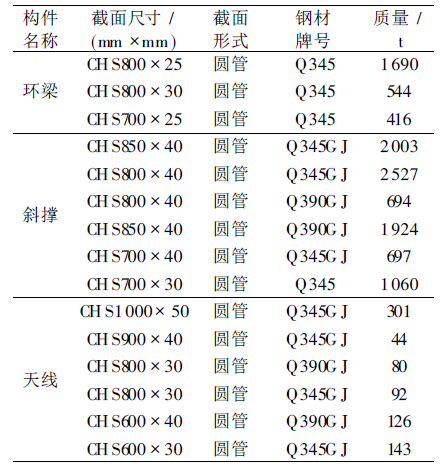 构件 截面尺寸 / 截面 钢材 质量 /
名称 (mm ×mm) 形式 牌号 t
CHS800×25 圆管 Q345 1690
环梁 CHS800×30 圆管 Q345 544
CHS700×25 圆管 Q345 416
CHS850×40 圆管 Q345GJ 2003
CHS800×40 圆管 Q345GJ 2527
CHS800×40 圆管 Q390GJ 694
斜撑 CHS850×40 圆管 Q390GJ 1924
CHS700×40 圆管 Q345GJ 697
CHS700×30 圆管 Q345 1060
CHS1000×50 圆管 Q345GJ 301
CHS900×40 圆管 Q345GJ 44
CHS800×30 圆管 Q390GJ 80
天线 CHS800×30 圆管 Q345GJ 92
CHS600×40 圆管 Q390GJ 126
CHS600×30 圆管 Q345GJ 143